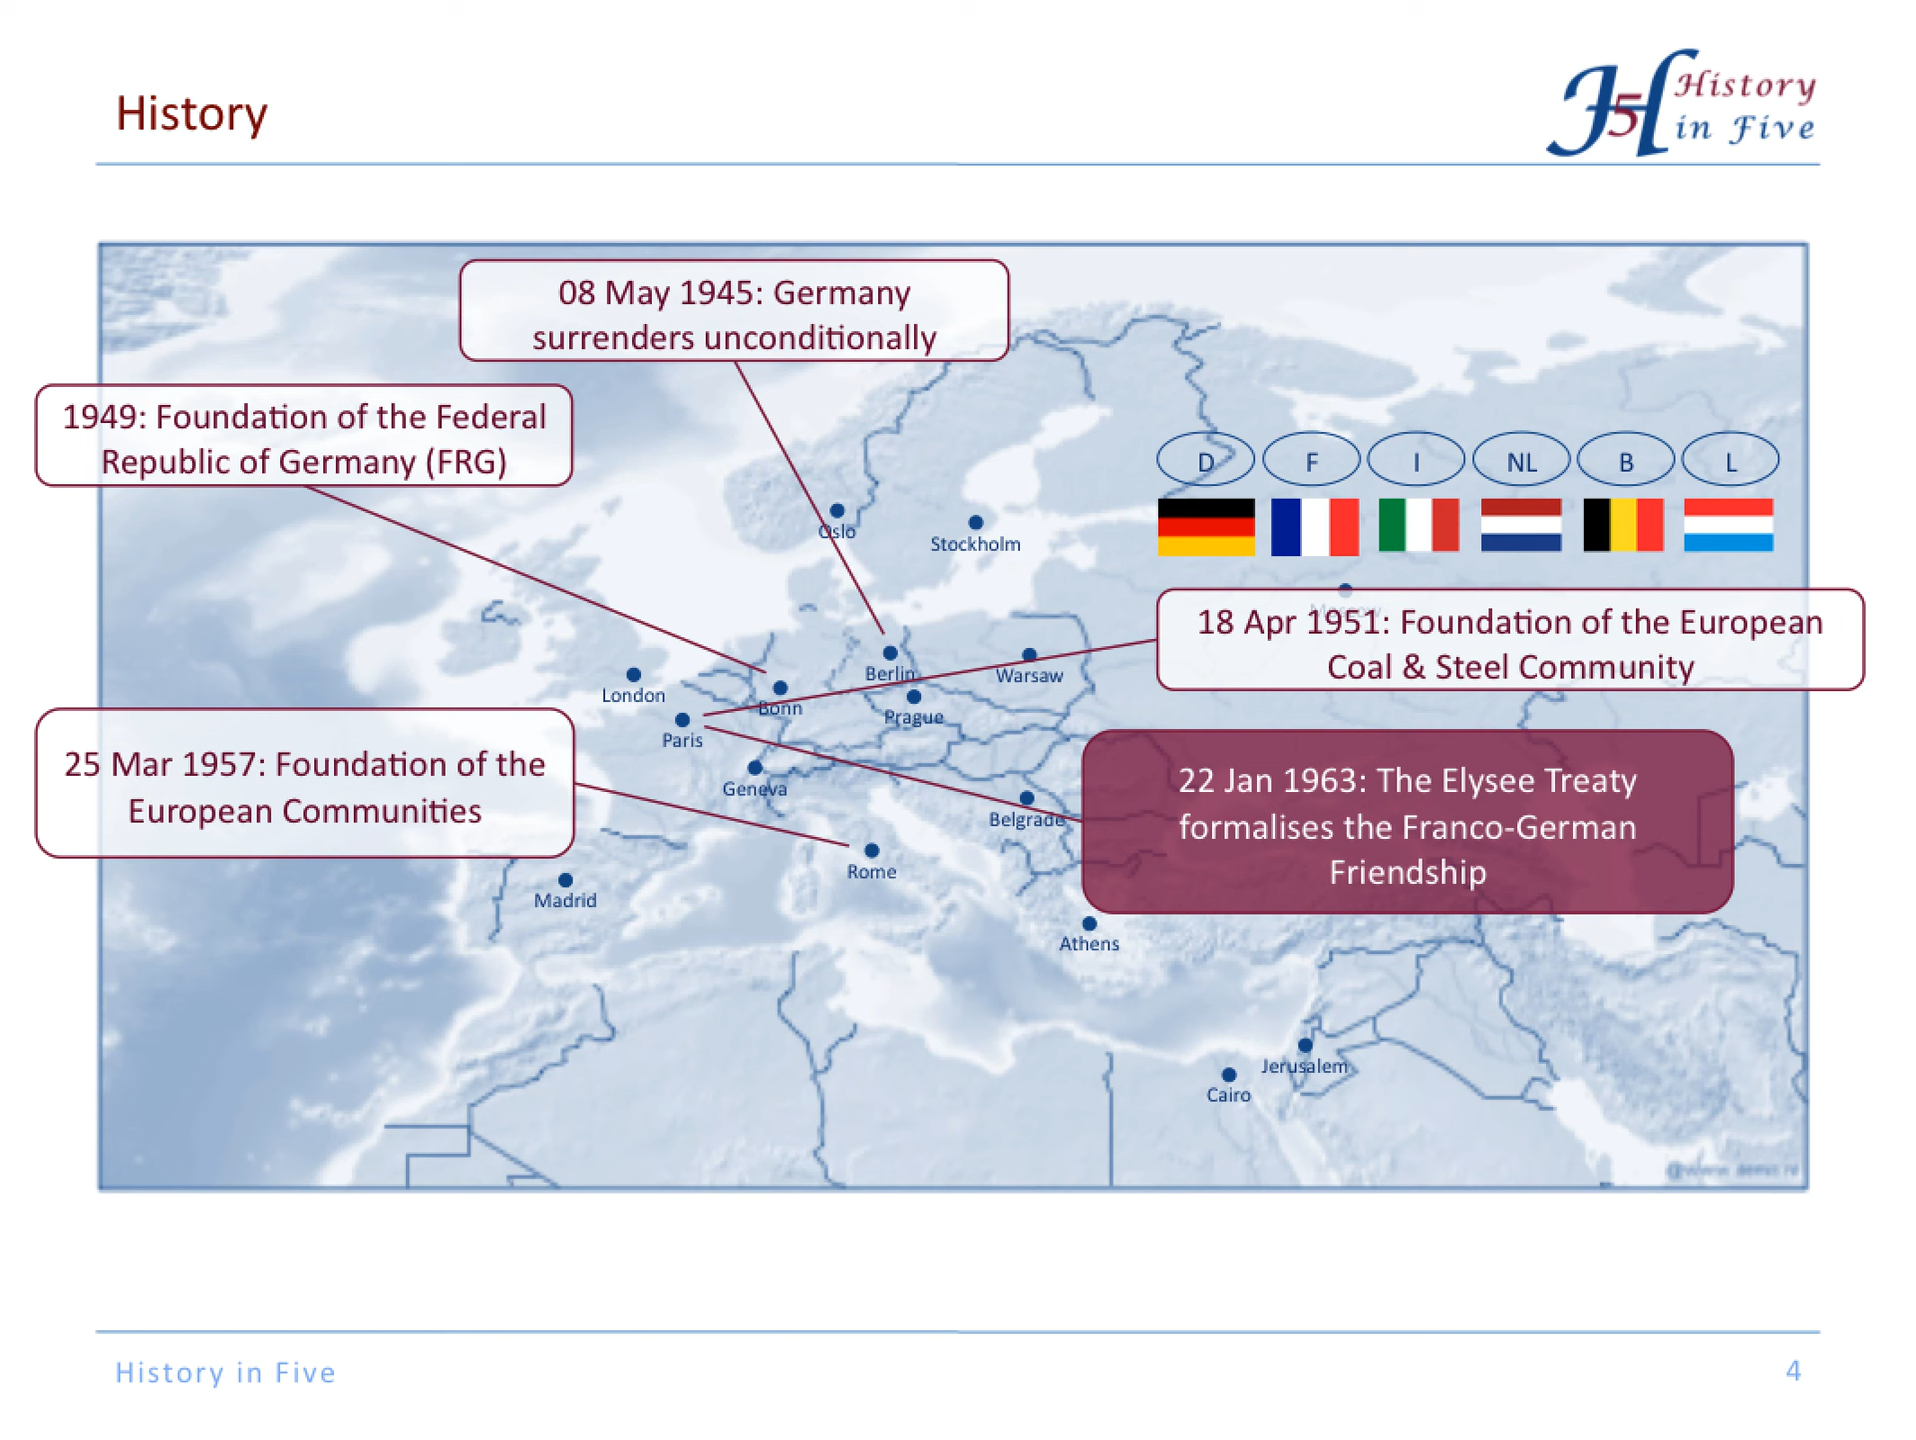 History
History
in Five
08 May 1945: Germany
surrenders unconditionally
1949: Foundation of the Federal
Republic of Germany (FRG)
D F I NL B L
Oslo
Stockholm
Moscow
18 Apr 1951: Foundation of the European
Coal & Steel Community
Berlin
Warsaw
London
Bonn
Prague
Paris
25 Mar 1957: Foundation of the
European Communities
22 Jan 1963: The Elysee Treaty
formalises the Franco-German
Friendship
Geneva
Belgrade
Rome
Madrid
Athens
Jerusalem
Cairo
History in Five
4